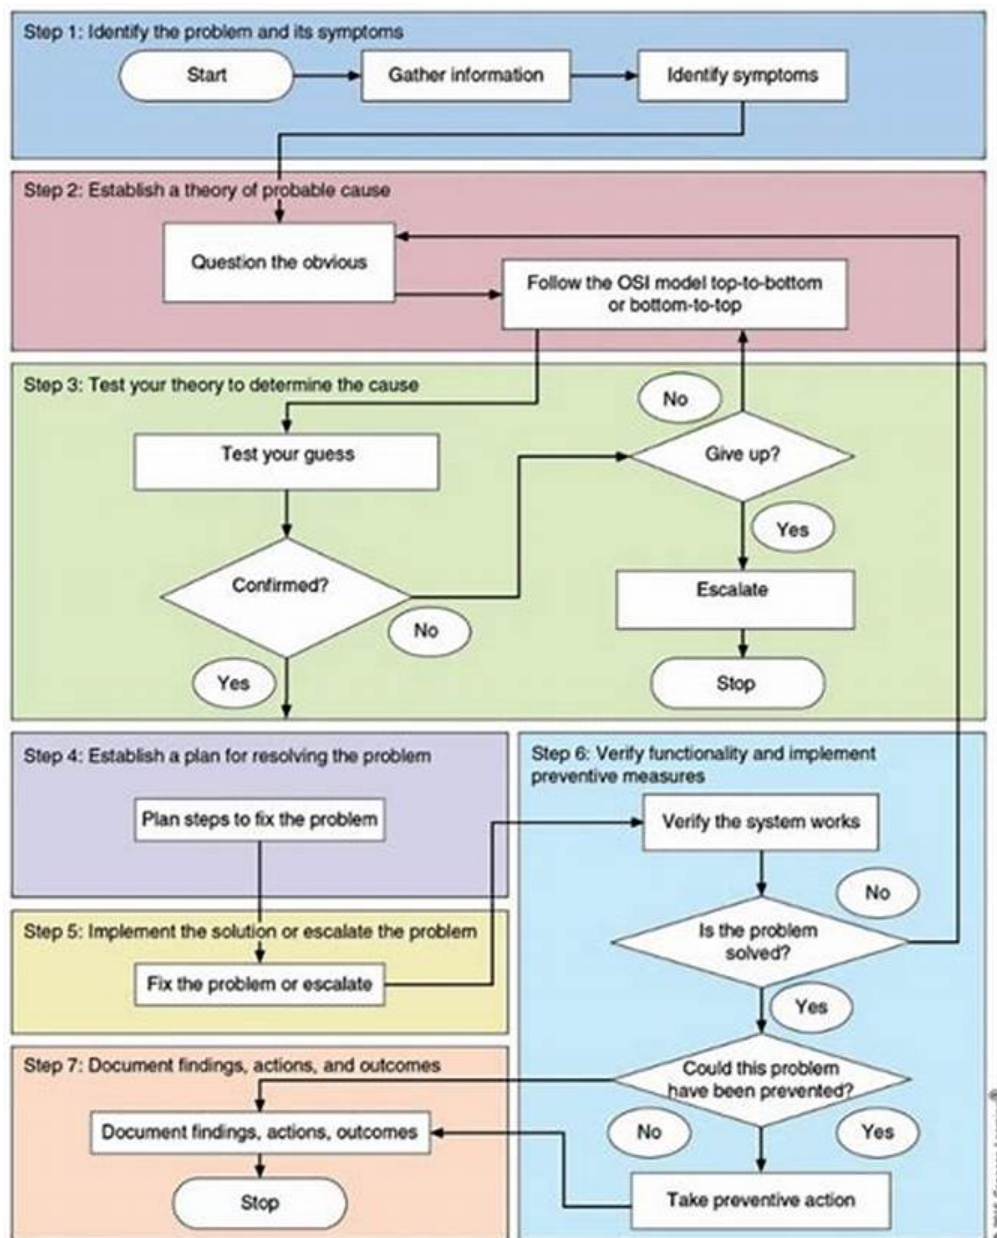 Step 1: Identify the problem and its symptoms
Start
Gather information
Identify symptoms
Step 2: Establish a theory of probable cause
Question the obvious
Follow the OSI model top-to-bottom
or bottom-to-top
Step 3: Test your theory to determine the cause
No
Test your guess
Give up?
Yes
Confirmed?
Escalate
No
Yes
Stop
Step 4: Establish a plan for resolving the problem
Plan steps to fix the problem
Step 5: Implement the solution or escalate the problem
Fix the problem or escalate
Step 6: Verify functionality and implement
preventive measures
Verify the system works
No
Is the problem
solved?
Yes
Could this problem
have been prevented?
No
Yes
Take preventive action
Step 7: Document findings, actions, and outcomes
Document findings, actions, outcomes
Stop